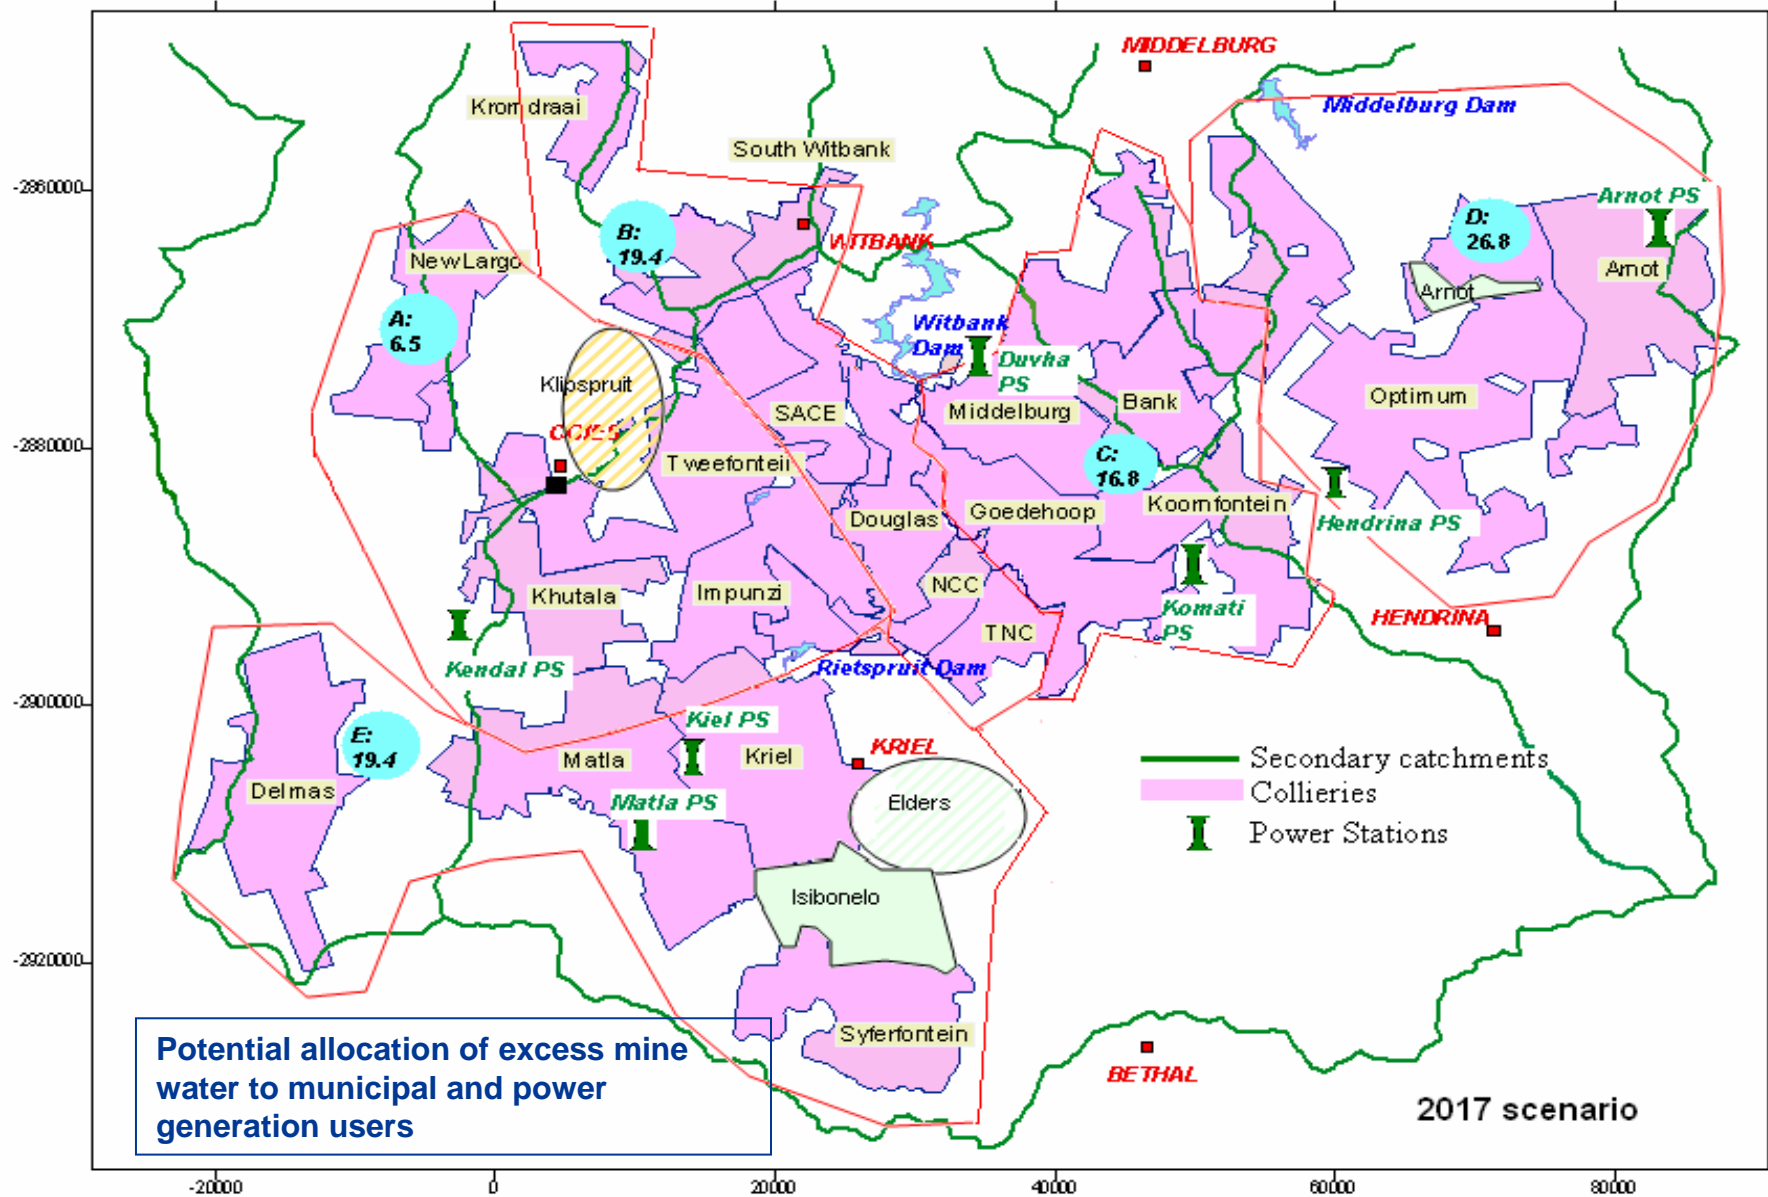 MIDDELBURG
Kromdraai
Middelburg Dam
South Witbank
-2860000
Arnot PS
B:
19.4
D:
26.8
WITBANK
NewLargo
Arnot
Arnot
A:
6.5
Witbank
Dam
Duvha
PS
Klipspruit
SACE
Middelburg
Bank
Optimum
OGIES
-2880000
Tweefontein
C:
16.8
Koornfontein
Douglas
Goedehoop
Hendrina PS
NCC
Khutala
Impunzi
Komati
PS
HENDRINA
TNC
Kendal PS
Rietspruit Dam
-2900000
Kiel PS
E:
19.4
Matla
Kriel
KRIEL
Secondary catchments
Delmas
Matla PS
Elders
Collieries
Power Stations
Isibonelo
-2920000
Syferfontein
Potential allocation of excess mine
water to municipal and power
generation users
BETHAL
2017 scenario
-20000
0
20000
40000
60000
80000